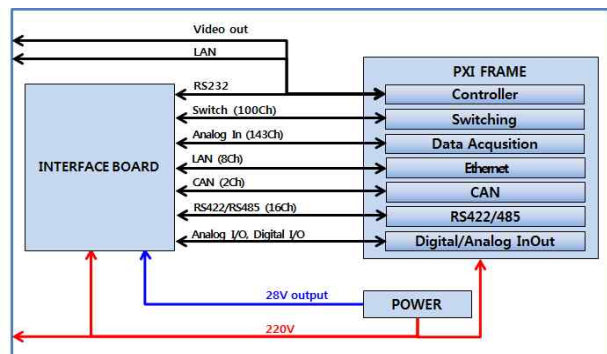 Video out
LAN
PXI FRAME
RS232
Controller
Switch (100Ch)
Switching
Analog In (143Ch)
Data Acqusition
INTERFACE BOARD
LAN (8Ch)
Ethernet
CAN (2Ch)
CAN
RS422/RS485 (16Ch)
RS422/485
Analog I/O, Digital I/O
Digital/Analog InOut
28V output
POWER
220V